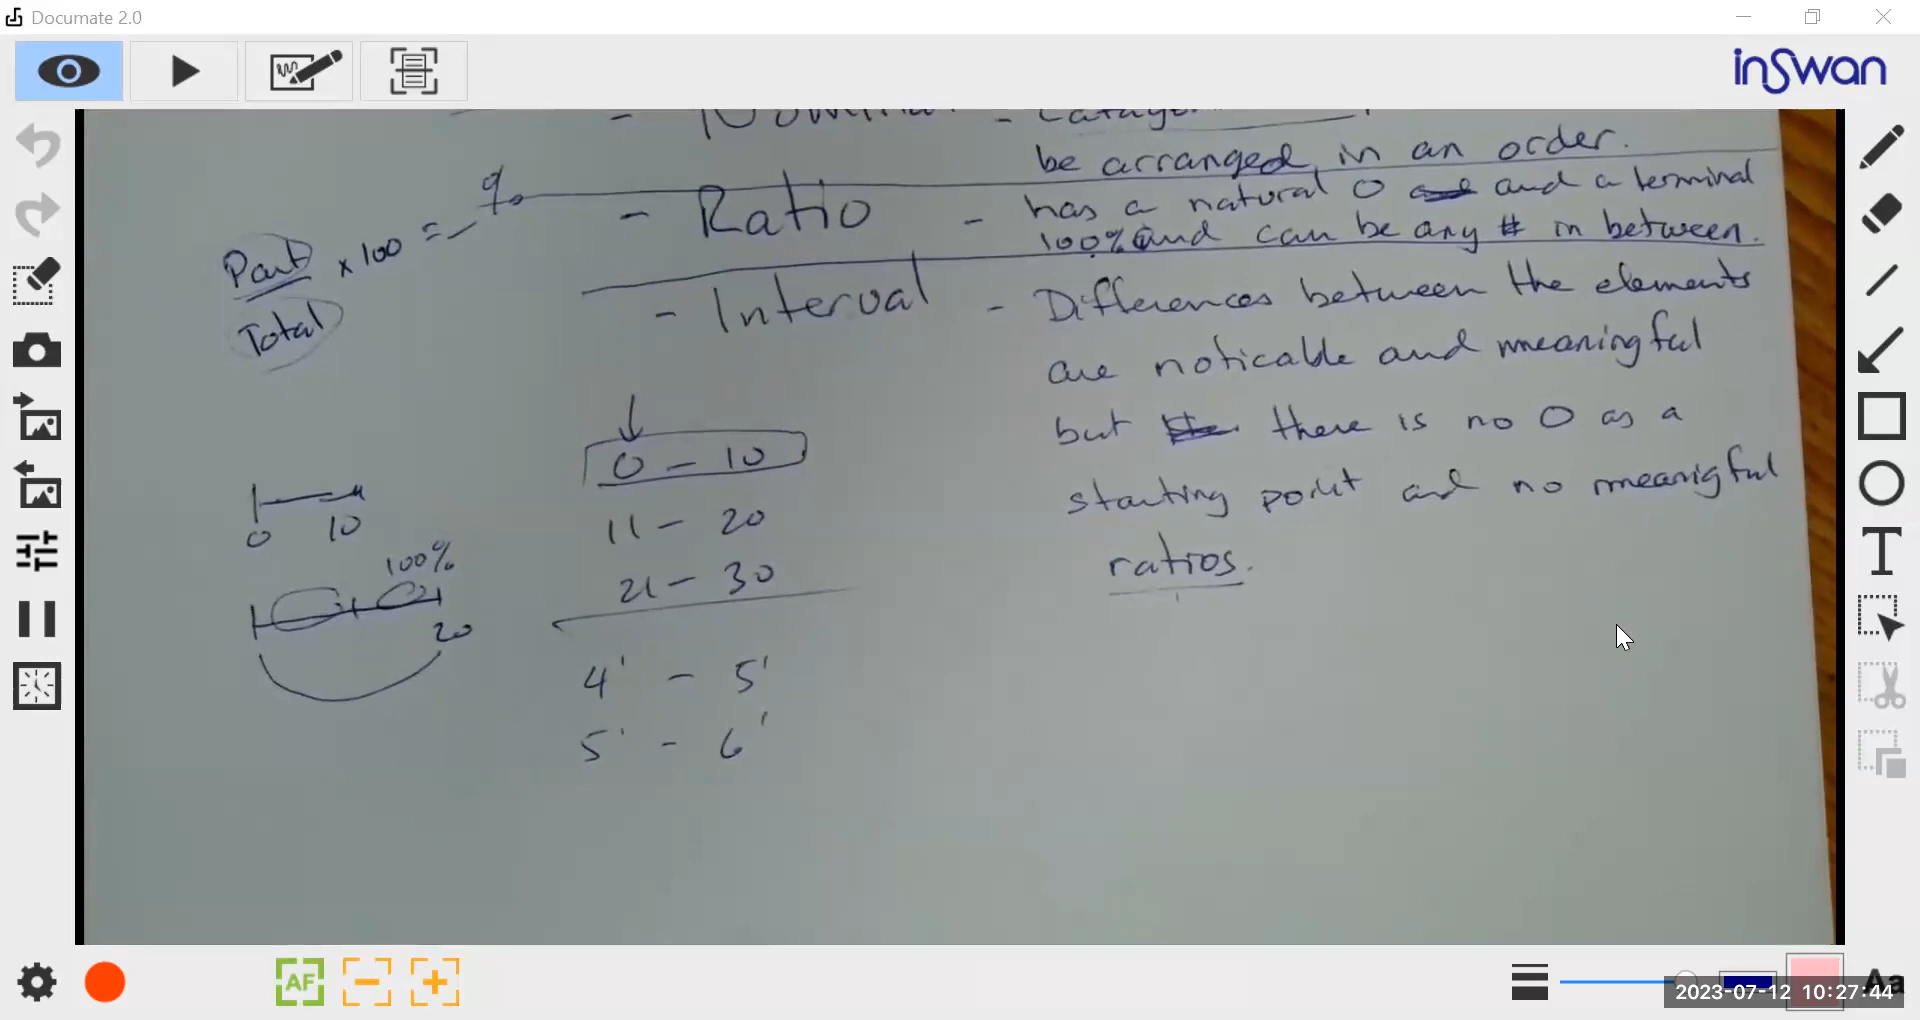 Documate 2.0
inSwan
- Nominal -
be arranged in an order.
- Ratio - has a natural 0 and a terminal
100% and can be any # in between.
Part
Total
x 100 = %
- Interval - Differences between the elements
are noticable and meaningful
but there is no 0 as a
starting point and no meanigful
ratios.
0 - 10
11 - 20
21 - 30
4' - 5'
5' - 6'
0 10
100%
20
T
AF
Aa
2023-07-12 10:27:44